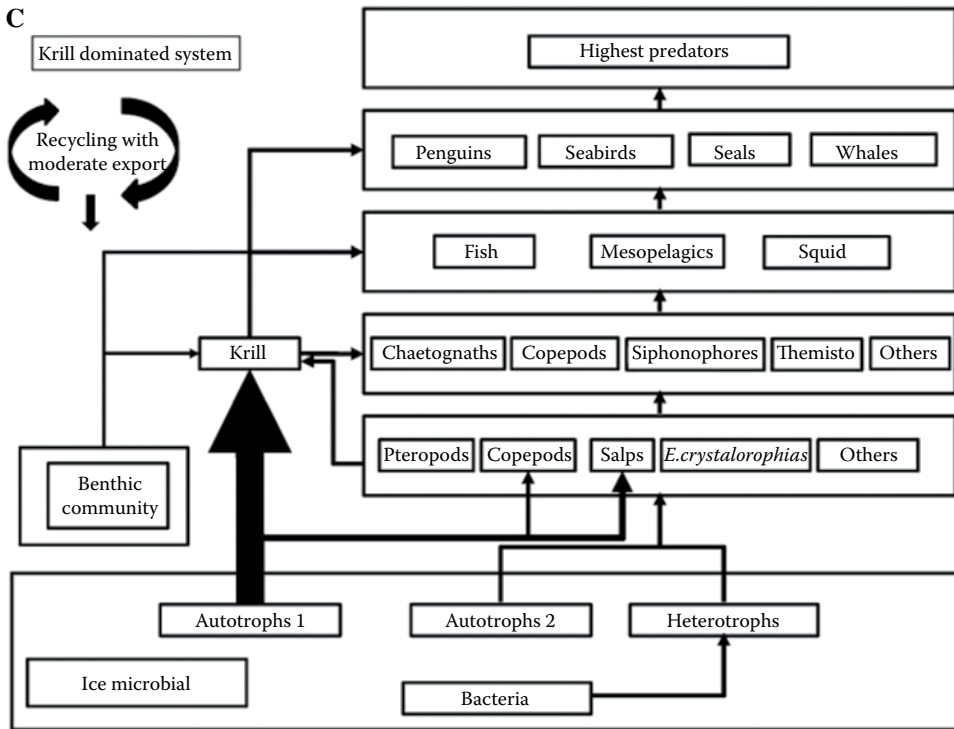 C
Krill dominated system
Recycling with
moderate export
Highest predators
Penguins
Seabirds
Seals
Whales
Fish
Mesopelagics
Squid
Krill
Chaetognaths
Copepods
Siphonophores
Themisto
Others
Pteropods
Copepods
Salps
E.crystalorophias
Others
Benthic
community
Autotrophs 1
Autotrophs 2
Heterotrophs
Ice microbial
Bacteria